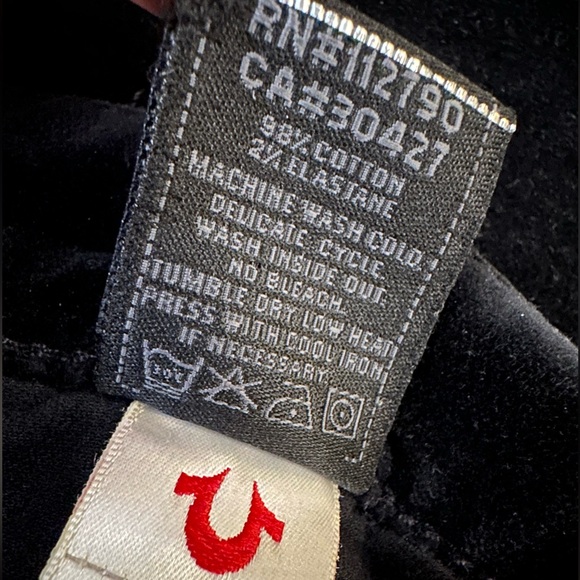 RN#112790
CA#30427
98% COTTON
2% ELASTANE
MACHINE WASH COLD.
DELICATE CYCLE
WASH INSIDE OUT.
NO BLEACH.
TUMBLE DRY LOW HEAT
PRESS WITH COOL IRON
IF NECESSARY.